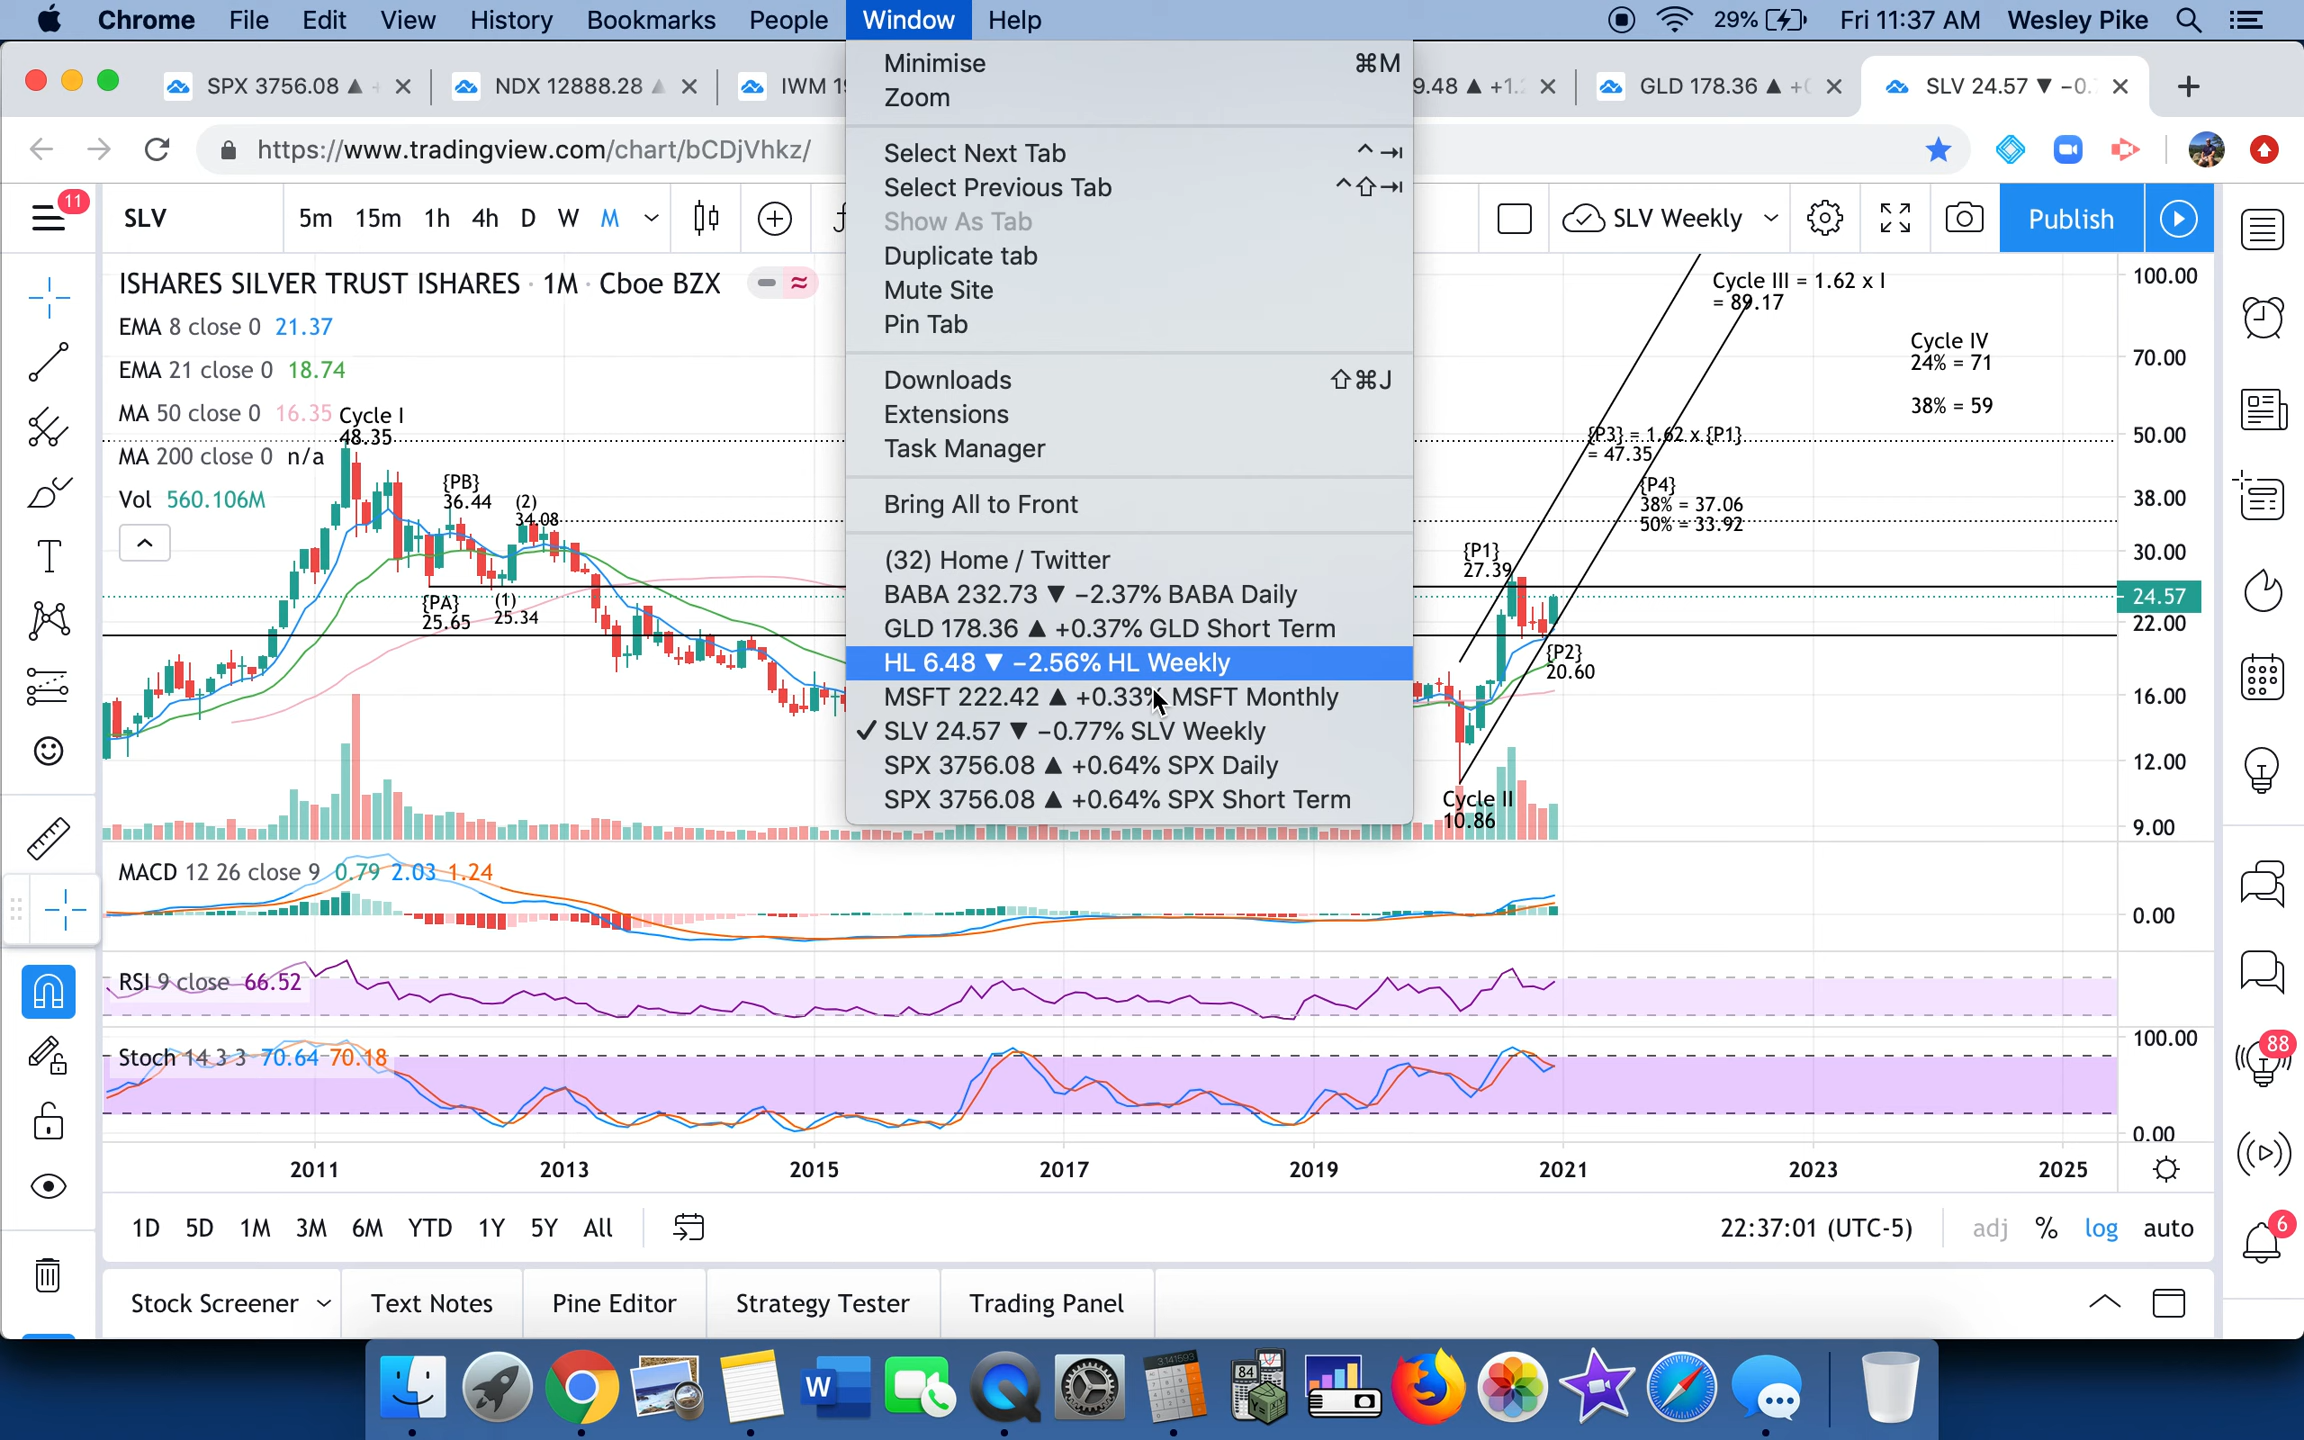 Chrome File Edit View History Bookmarks People Window Help 29% Fri 11:37 AM Wesley Pike
SPX 3756.08 ▲ NDX 12888.28 ▲ IWM 19 9.48 ▲ +1.2 GLD 178.36 ▲ +0 SLV 24.57 ▼ −0.
https://www.tradingview.com/chart/bCDjVhkz/
11
SLV 5m 15m 1h 4h D W M SLV Weekly Publish
Minimise ⌘M
Zoom
Select Next Tab ^⇥
Select Previous Tab ^⇧⇥
Show As Tab
Duplicate tab
Mute Site
Pin Tab
Downloads ⇧⌘J
Extensions
Task Manager
Bring All to Front
(32) Home / Twitter
BABA 232.73 ▼ −2.37% BABA Daily
GLD 178.36 ▲ +0.37% GLD Short Term
HL 6.48 ▼ −2.56% HL Weekly
MSFT 222.42 ▲ +0.33% MSFT Monthly
✓ SLV 24.57 ▼ −0.77% SLV Weekly
SPX 3756.08 ▲ +0.64% SPX Daily
SPX 3756.08 ▲ +0.64% SPX Short Term
ISHARES SILVER TRUST ISHARES · 1M · Cboe BZX
EMA 8 close 0 21.37
EMA 21 close 0 18.74
MA 50 close 0 16.35
MA 200 close 0 n/a
Vol 560.106M
Cycle I
48.35
{PB}
36.44
(2)
34.08
{PA}
25.65
(1)
25.34
Cycle III = 1.62 x I
= 89.17
Cycle IV
24% = 71
38% = 59
{P3} = 1.62 x {P1}
= 47.35
{P4}
38% = 37.06
50% = 33.92
{P1}
27.39
{P2}
20.60
Cycle II
10.86
100.00
70.00
50.00
38.00
30.00
24.57
22.00
16.00
12.00
9.00
MACD 12 26 close 9 0.79 2.03 1.24
0.00
RSI 9 close 66.52
Stoch 14 3 3 70.64 70.18
100.00
0.00
2011 2013 2015 2017 2019 2021 2023 2025
1D 5D 1M 3M 6M YTD 1Y 5Y All 22:37:01 (UTC-5) adj % log auto
Stock Screener Text Notes Pine Editor Strategy Tester Trading Panel
88
6
W
3.141593
84